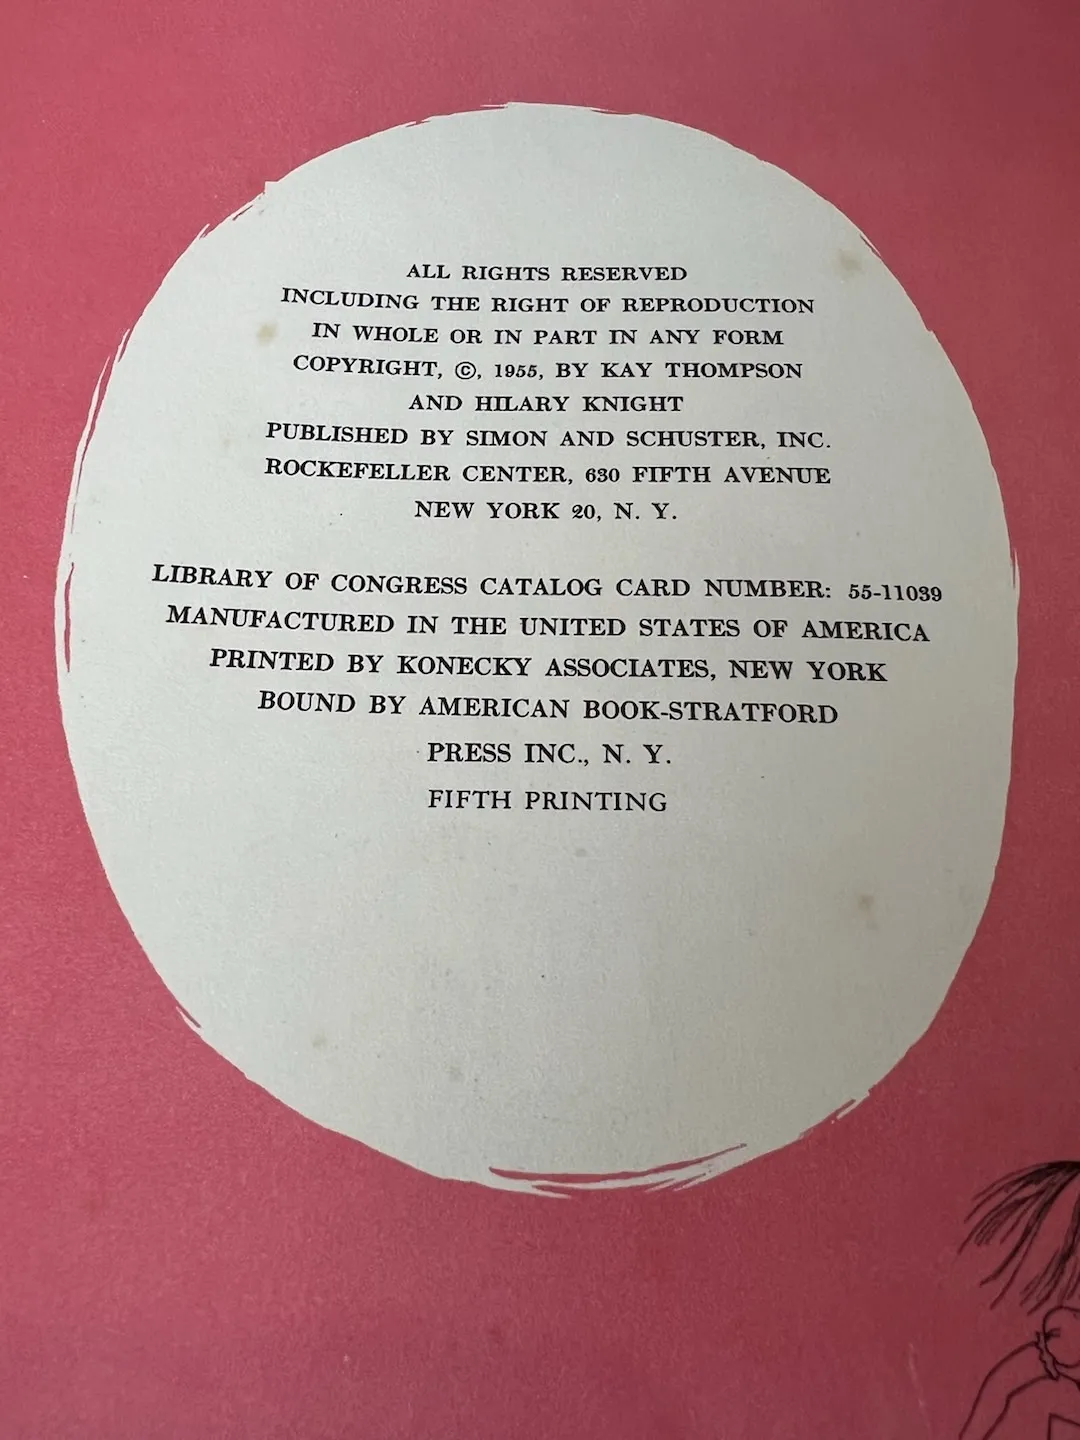 ALL RIGHTS RESERVED
INCLUDING THE RIGHT OF REPRODUCTION
IN WHOLE OR IN PART IN ANY FORM
COPYRIGHT, ©, 1955, BY KAY THOMPSON
AND HILARY KNIGHT
PUBLISHED BY SIMON AND SCHUSTER, INC.
ROCKEFELLER CENTER, 630 FIFTH AVENUE
NEW YORK 20, N. Y.
LIBRARY OF CONGRESS CATALOG CARD NUMBER: 55-11039
MANUFACTURED IN THE UNITED STATES OF AMERICA
PRINTED BY KONECKY ASSOCIATES, NEW YORK
BOUND BY AMERICAN BOOK-STRATFORD
PRESS INC., N. Y.
FIFTH PRINTING